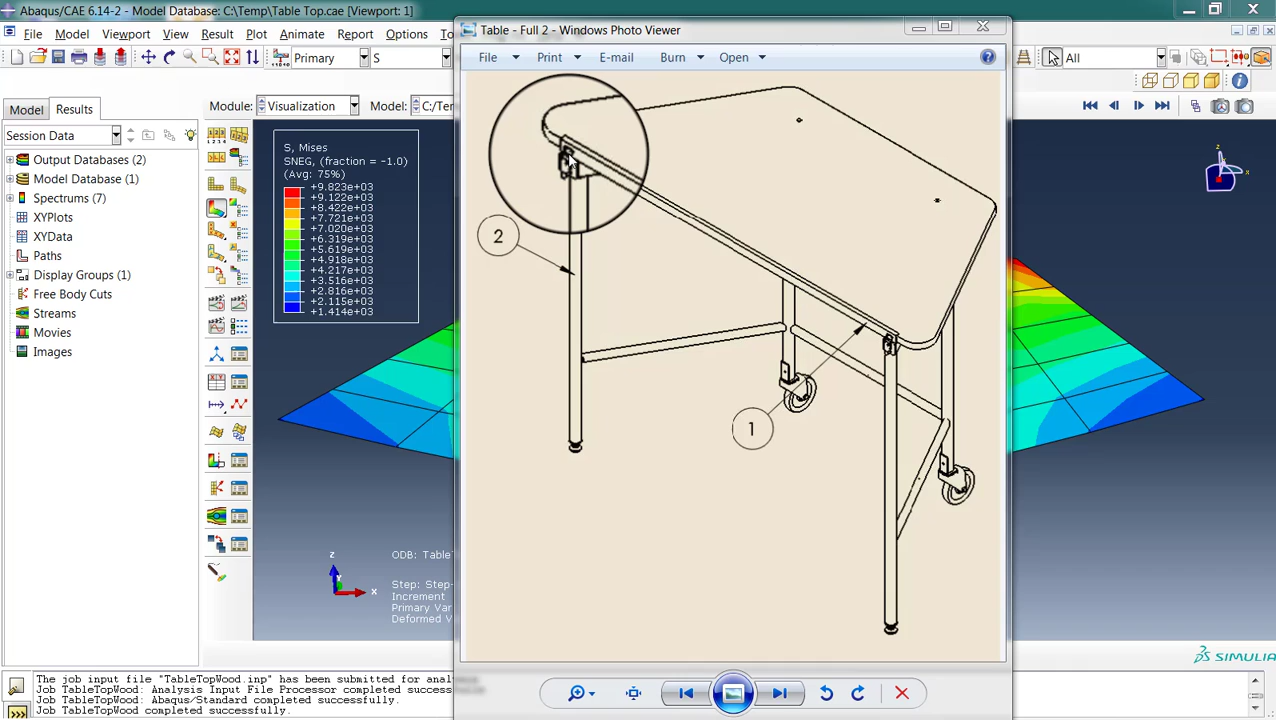 Abaqus/CAE 6.14-2 - Model Database: C:\Temp\Table Top.cae [Viewport: 1]
File Model Viewport View Result Plot Animate Report Options
Primary S All
Module: Visualization Model:
Model Results
Session Data
Output Databases (2)
Model Database (1)
Spectrums (7)
XYPlots
XYData
Paths
Display Groups (1)
Free Body Cuts
Streams
Movies
Images
S, Mises
SNEG, (fraction = -1.0)
(Avg: 75%)
+9.823e+03
+9.122e+03
+8.422e+03
+7.721e+03
+7.020e+03
+6.319e+03
+5.619e+03
+4.918e+03
+4.217e+03
+3.516e+03
+2.816e+03
+2.115e+03
+1.414e+03
Table - Full 2 - Windows Photo Viewer
File Print E-mail Burn Open
2
1
z
x
z
x
ODB:
Step: Step-
Increment
Primary Var
Deformed V
SIMULIA
The job input file "TableTopWood.inp" has been submitted for
Job TableTopWood: Analysis Input File Processor completed
Job TableTopWood: Abaqus/Standard completed successfully.
Job TableTopWood completed successfully.